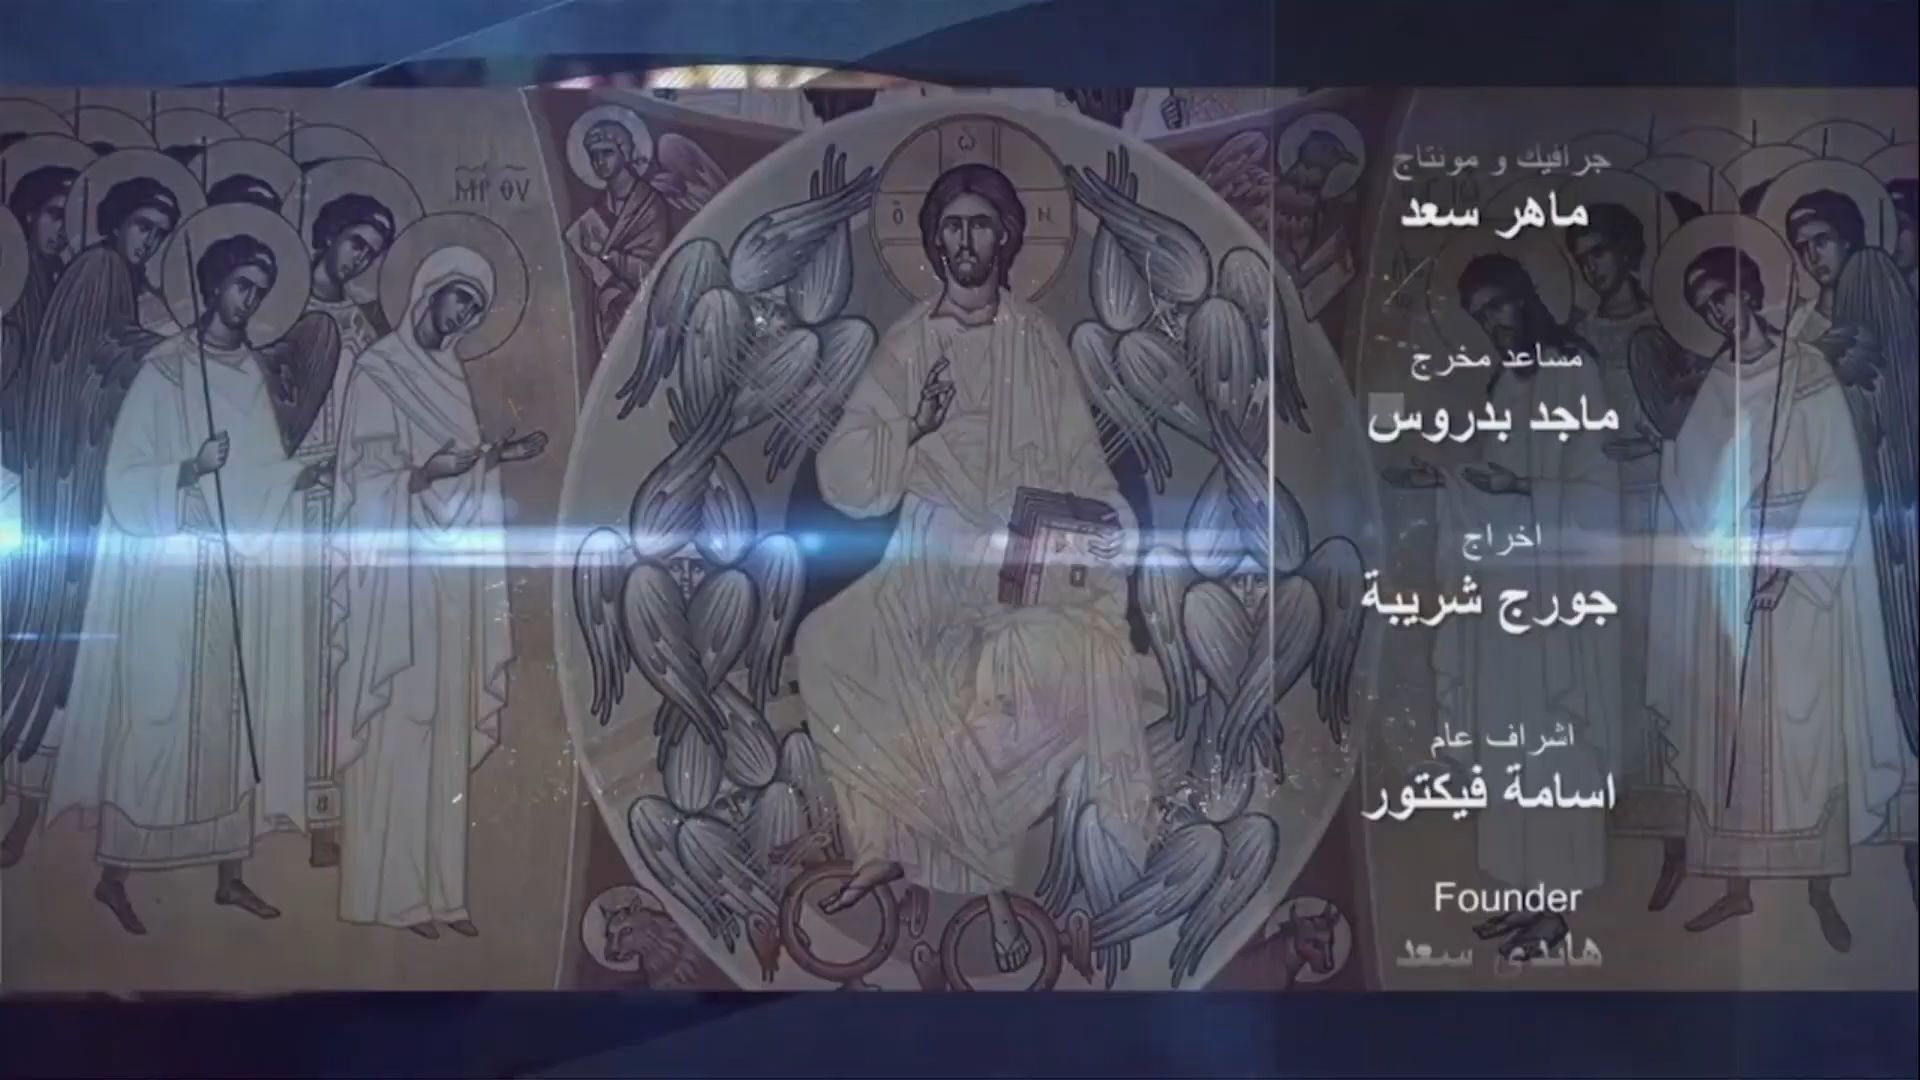 جرافيك و مونتاج
ماهر سعد
مساعد مخرج
ماجد بدروس
اخراج
جورج شريبة
اشراف عام
اسامة فيكتور
Founder
هايدى سعد
ὁ ὤ Ν
ΜΡ ΘΥ